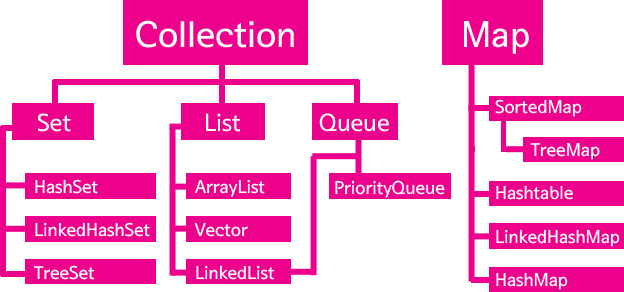 Collection
Map
Set
List
Queue
SortedMap
TreeMap
HashSet
ArrayList
PriorityQueue
Hashtable
LinkedHashSet
Vector
LinkedHashMap
TreeSet
LinkedList
HashMap